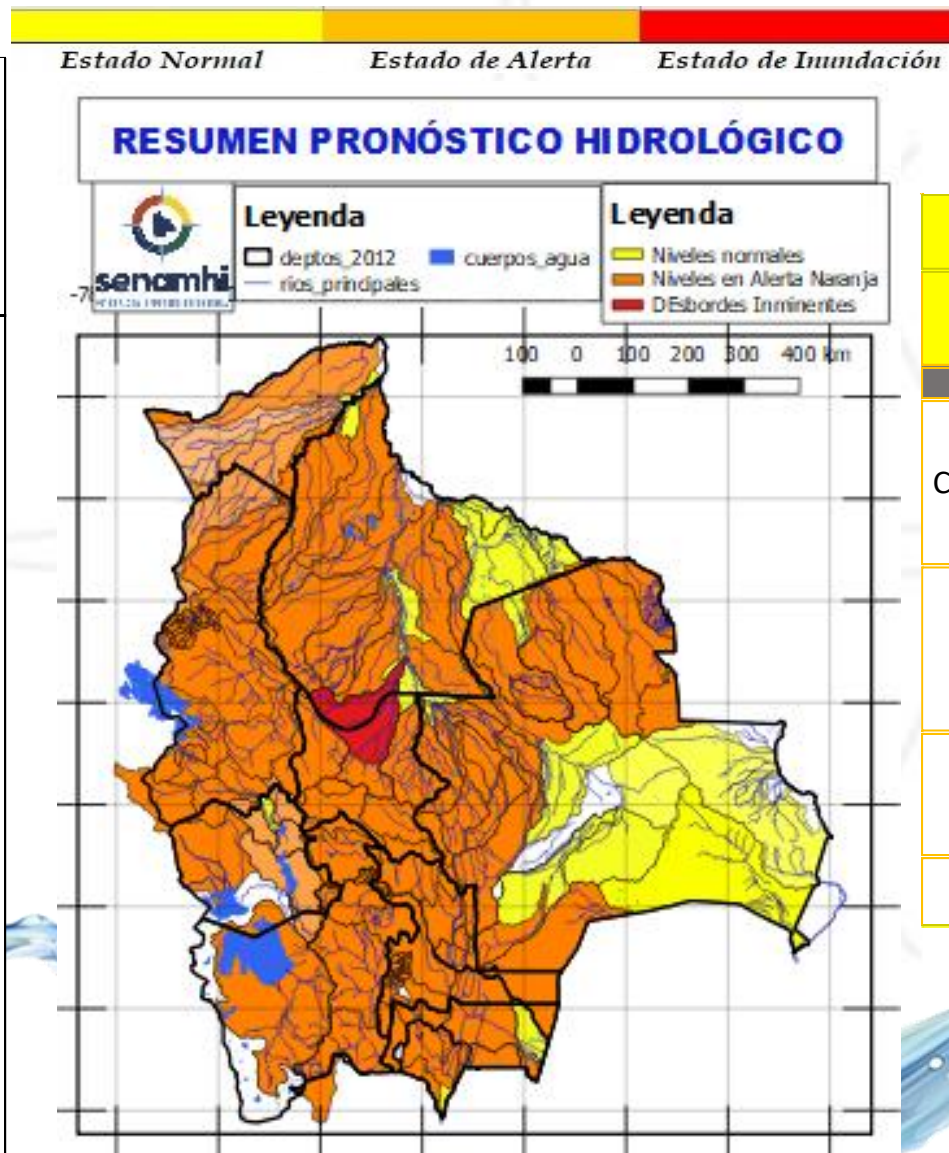 Estado Normal Estado de Alerta Estado de Inundación
RESUMEN PRONÓSTICO HIDROLÓGICO
senamhi
Leyenda
deptos_2012 cuerpos_agua
rios_principales
Leyenda
Niveles normales
Niveles en Alerta Naranja
DEsbordes Inminentes
-70
100 0 100 200 300 400 km
C